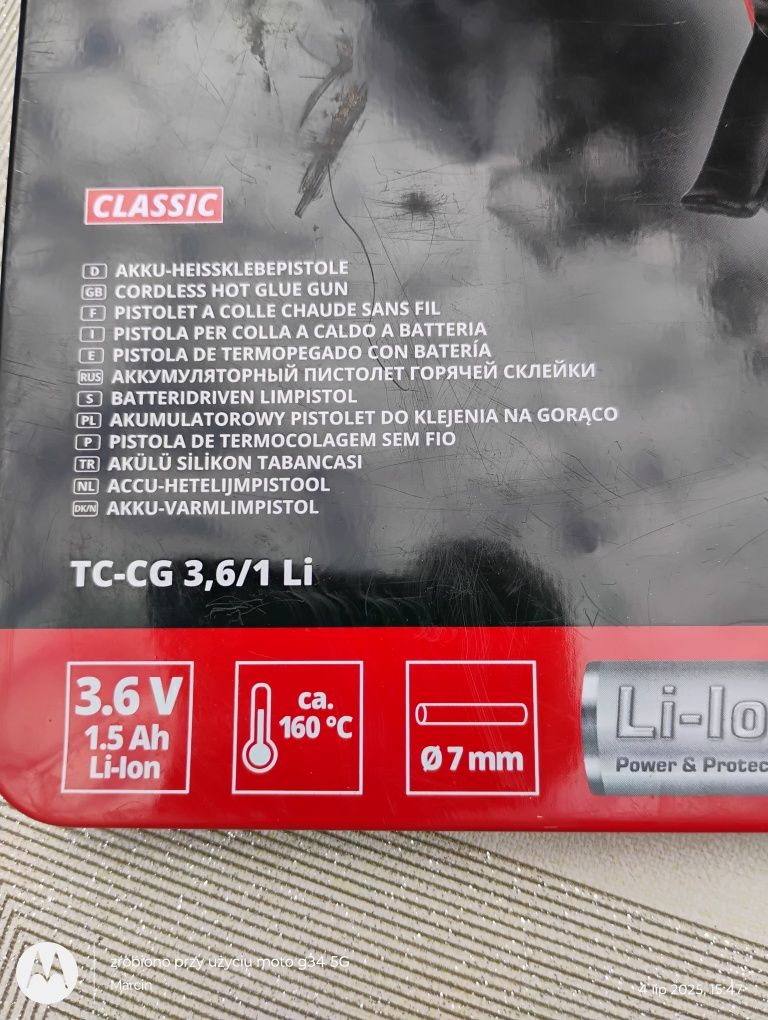 CLASSIC
D AKKU-HEISSKLEBEPISTOLE
GB CORDLESS HOT GLUE GUN
F PISTOLET A COLLE CHAUDE SANS FIL
I PISTOLA PER COLLA A CALDO A BATTERIA
E PISTOLA DE TERMOPEGADO CON BATERÍA
RUS АККУМУЛЯТОРНЫЙ ПИСТОЛЕТ ГОРЯЧЕЙ СКЛЕЙКИ
S BATTERIDRIVEN LIMPISTOL
PL AKUMULATOROWY PISTOLET DO KLEJENIA NA GORĄCO
P PISTOLA DE TERMOCOLAGEM SEM FIO
TR AKÜLÜ SİLİKON TABANCASI
NL ACCU-HETELIJMPISTOOL
DK/N AKKU-VARMLIMPISTOL
TC-CG 3,6/1 Li
3.6 V
1.5 Ah
Li-Ion
ca.
160 °C
Ø 7 mm
Li-Io
Power & Protec
zrobiono przy użyciu moto g34 5G
Marcin
4 lip 2025, 15:47